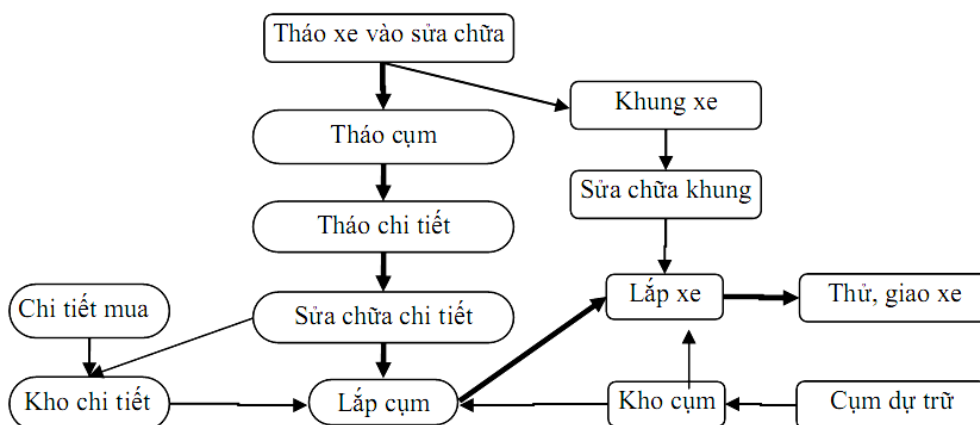 Tháo xe vào sửa chữa
Khung xe
Tháo cụm
Sửa chữa khung
Tháo chi tiết
Chi tiết mua
Sửa chữa chi tiết
Lắp xe
Thử, giao xe
Kho chi tiết
Lắp cụm
Kho cụm
Cụm dự trữ